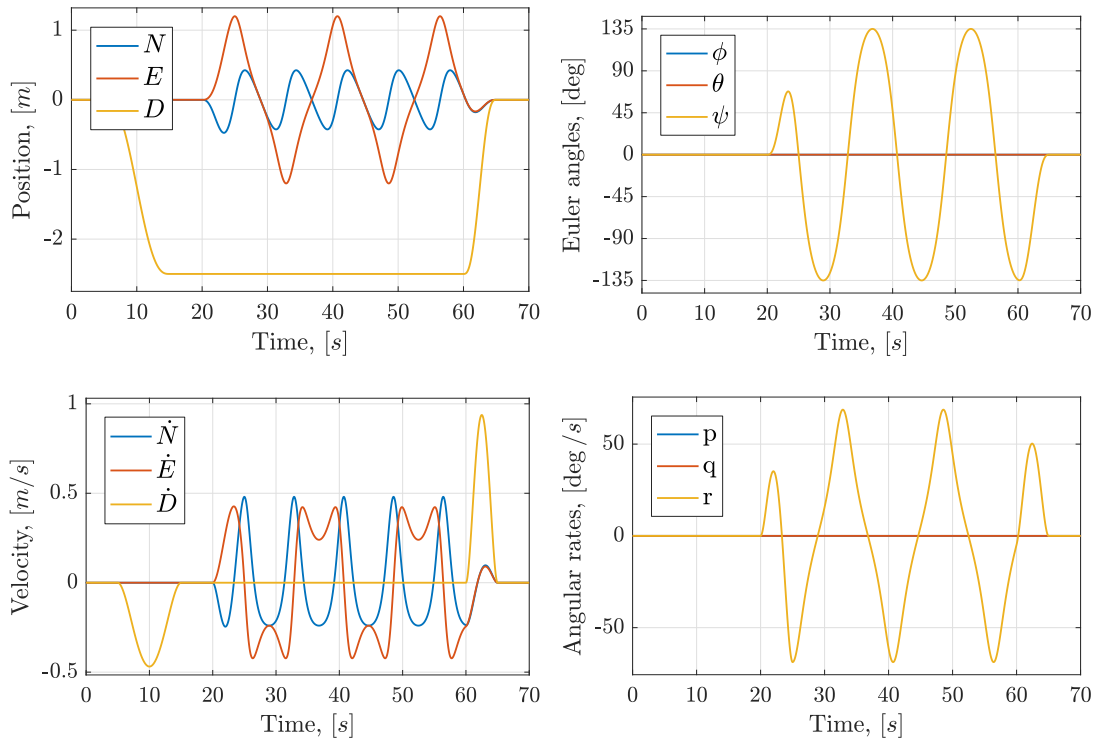 Position, [m]
1
0
-1
-2
N
E
D
0 10 20 30 40 50 60 70
Time, [s]
Euler angles, [deg]
135
90
45
0
-45
-90
-135
ϕ
θ
ψ
0 10 20 30 40 50 60 70
Time, [s]
Velocity, [m/s]
1
0.5
0
-0.5
Ṅ
Ė
Ḋ
0 10 20 30 40 50 60 70
Time, [s]
Angular rates, [deg/s]
50
0
-50
p
q
r
0 10 20 30 40 50 60 70
Time, [s]